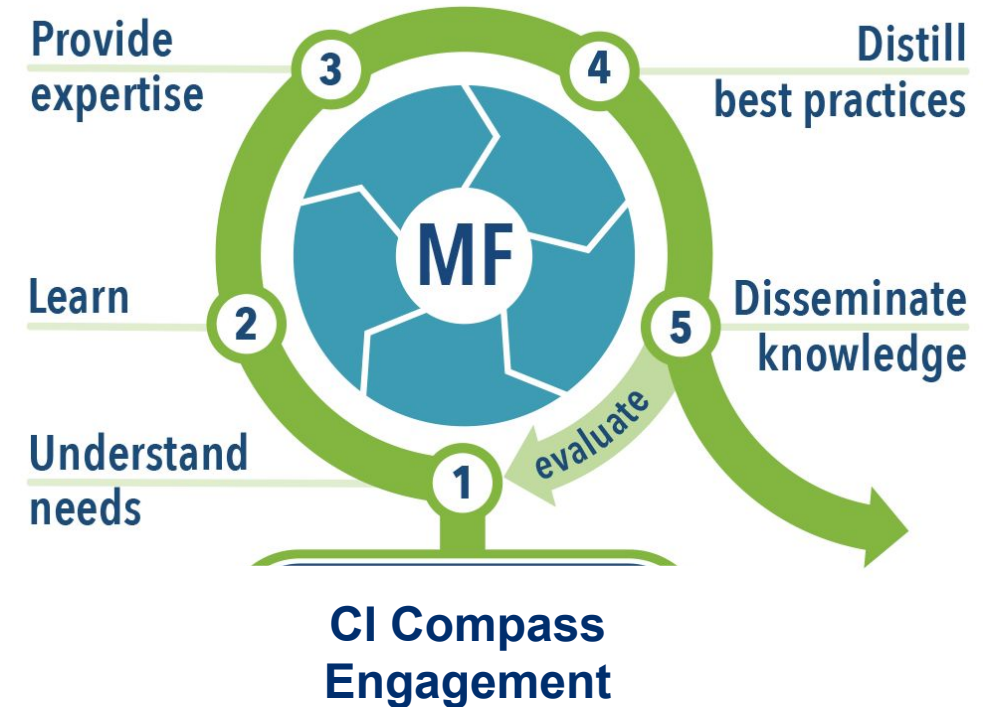 Provide
expertise
3
4
Distill
best practices
MF
Learn
2
5
Disseminate
knowledge
evaluate
Understand
needs
1
CI Compass
Engagement